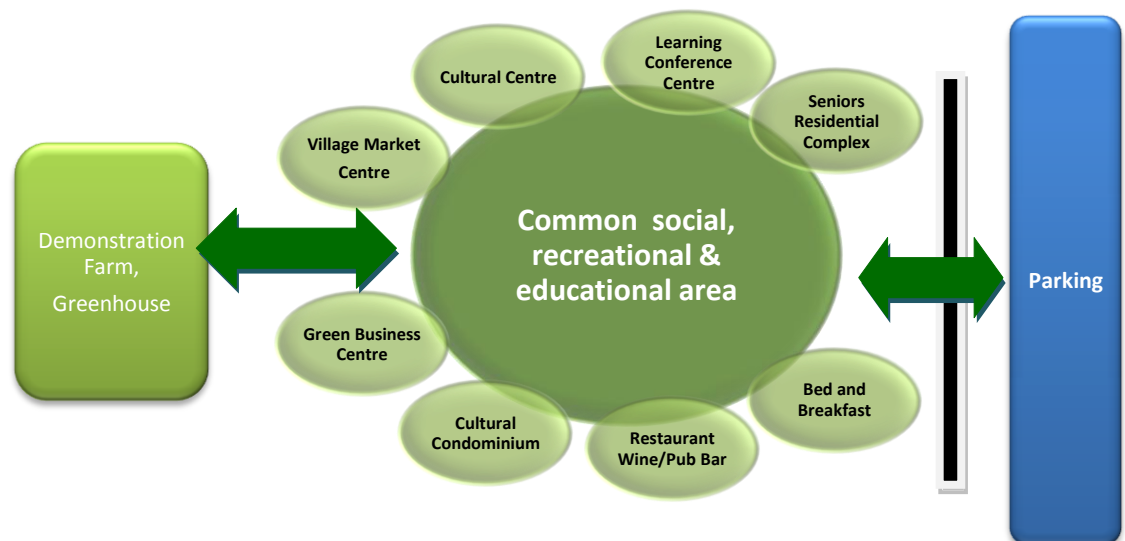 Learning
Conference
Centre
Cultural Centre
Seniors
Residential
Complex
Village Market
Centre
Common social,
recreational &
educational area
Demonstration
Farm,
Greenhouse
Parking
Green Business
Centre
Bed and
Breakfast
Cultural
Condominium
Restaurant
Wine/Pub Bar